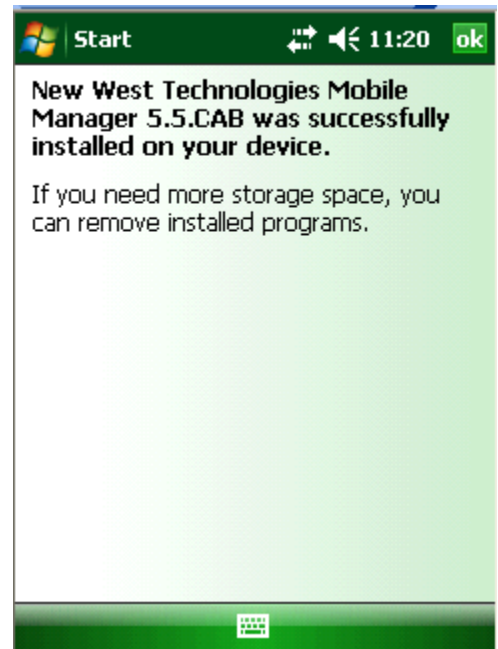 Start 11:20 ok
New West Technologies Mobile
Manager 5.5.CAB was successfully
installed on your device.
If you need more storage space, you
can remove installed programs.